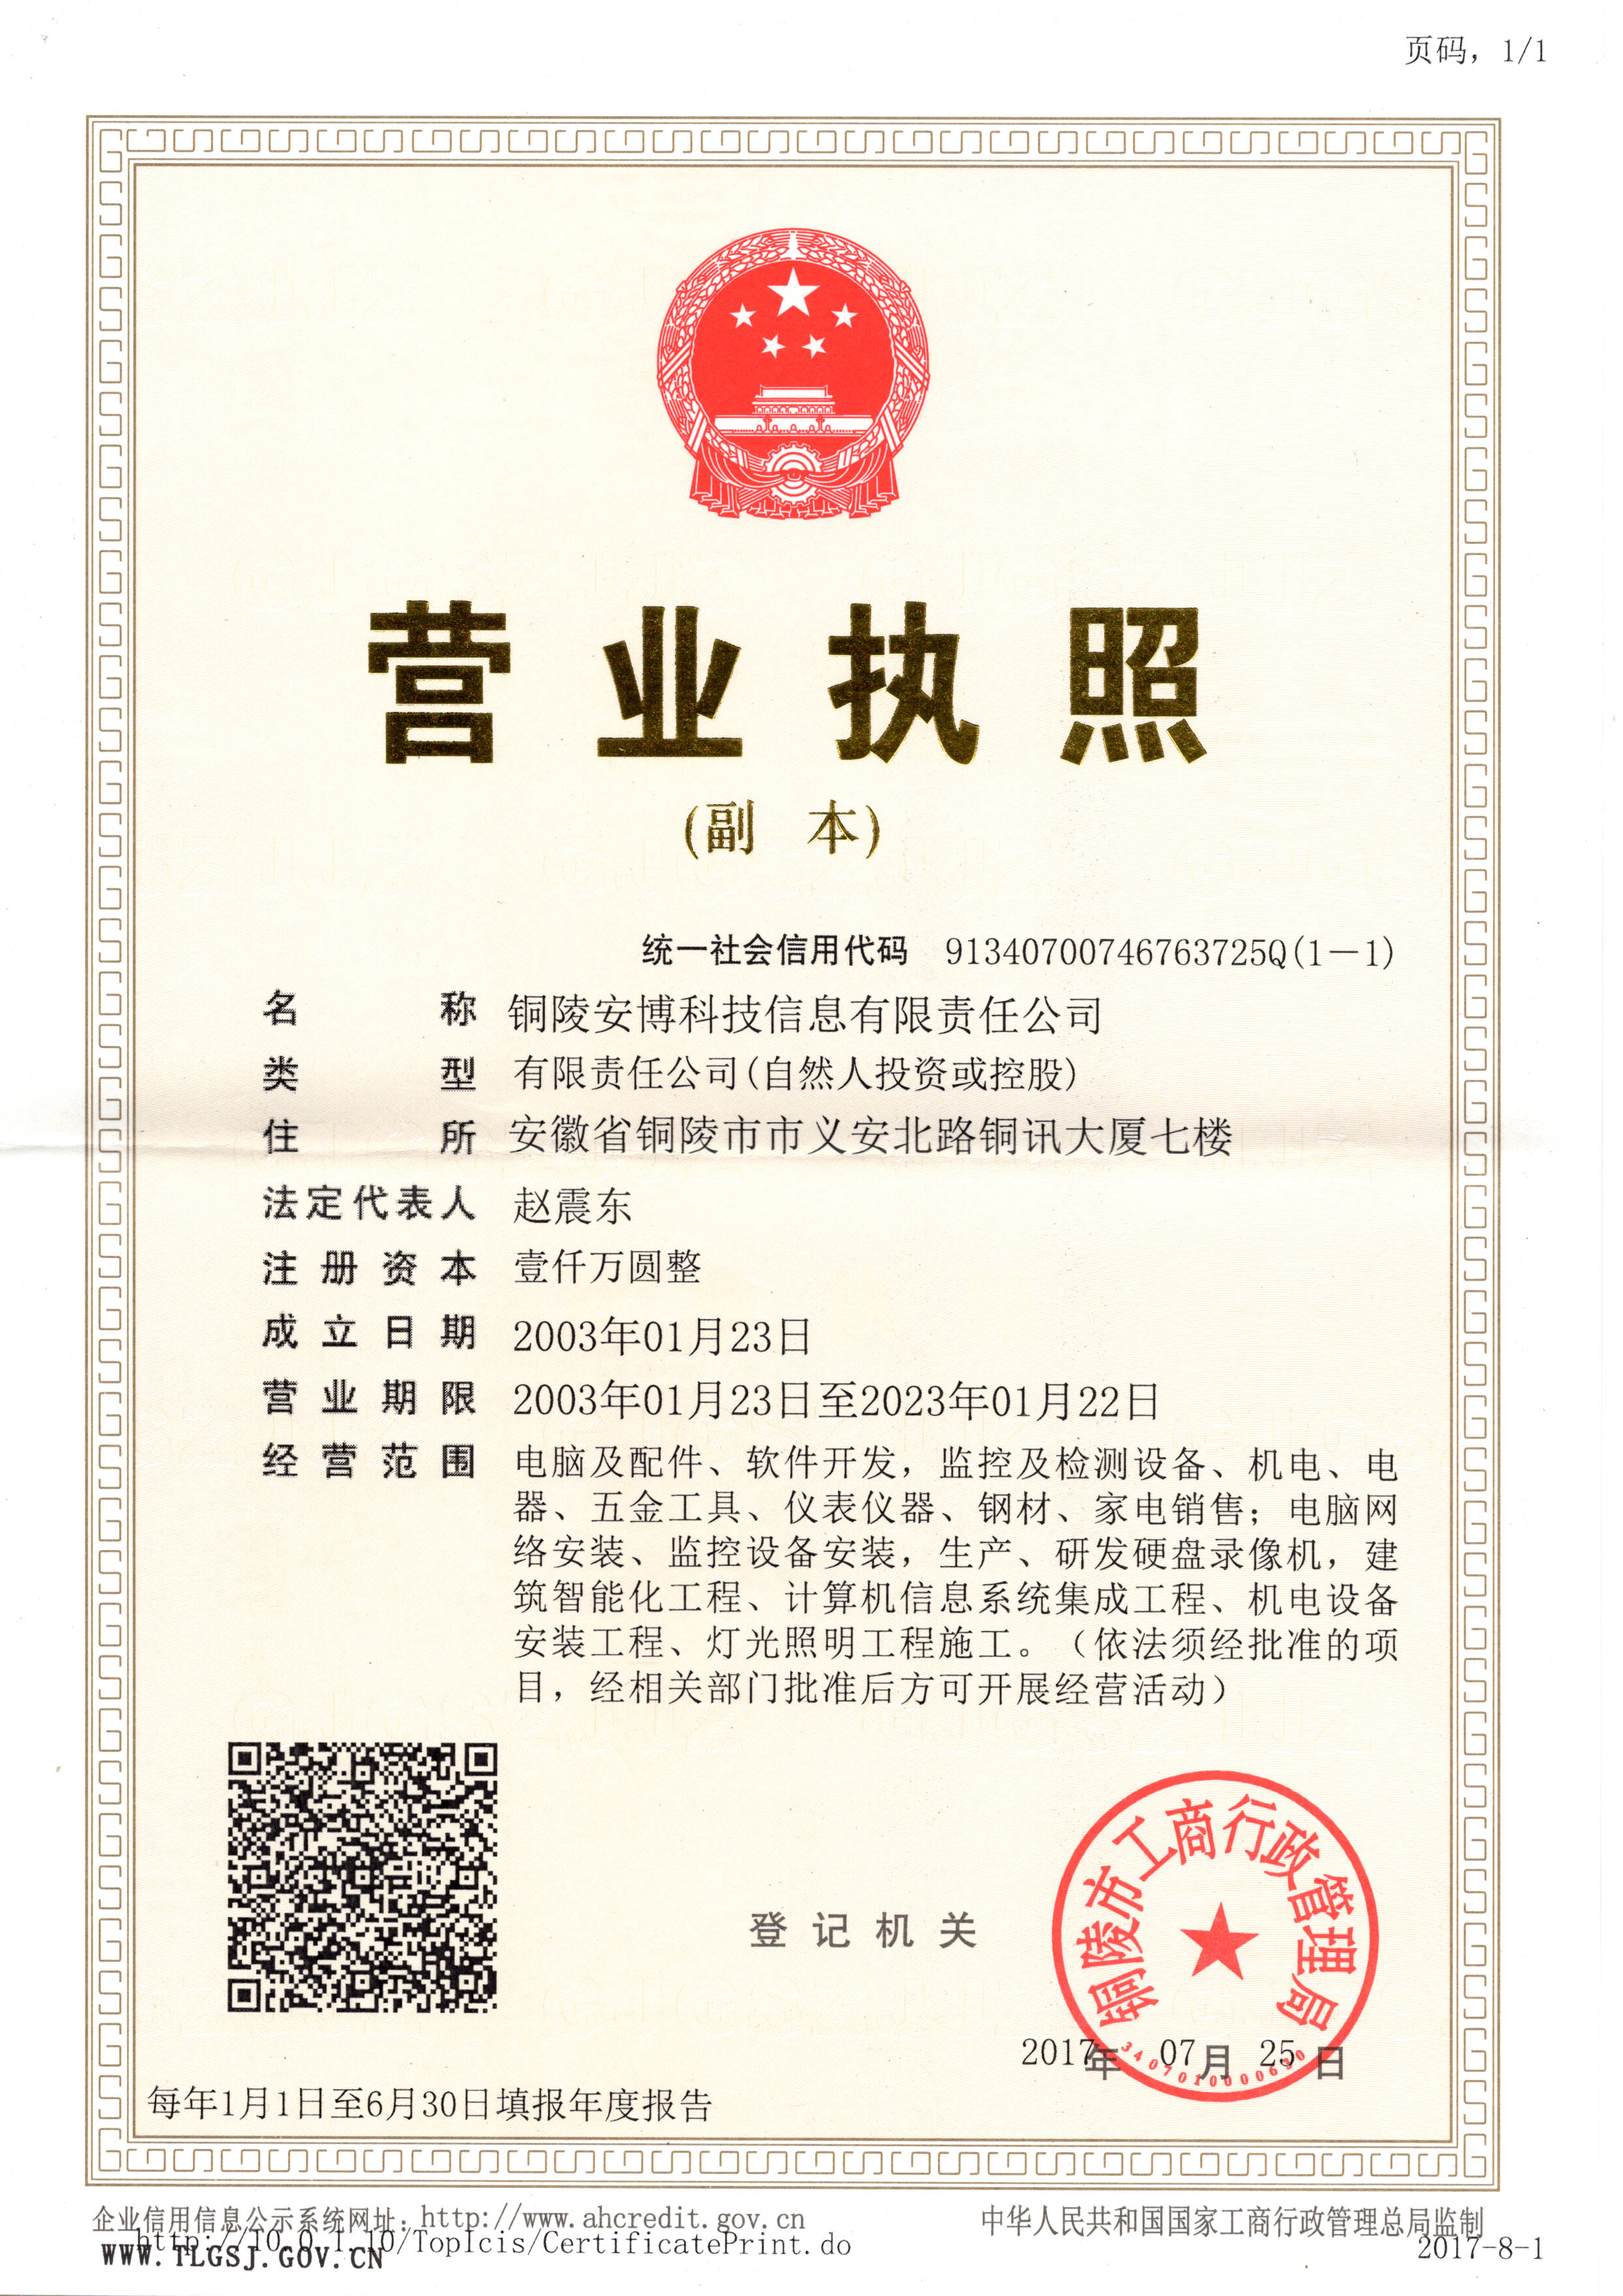 页码，1/1
营业执照
(副 本)
统一社会信用代码 91340700746763725Q(1－1)
名称 铜陵安博科技信息有限责任公司
类型 有限责任公司(自然人投资或控股)
住所 安徽省铜陵市市义安北路铜讯大厦七楼
法定代表人 赵震东
注册资本 壹仟万圆整
成立日期 2003年01月23日
营业期限 2003年01月23日至2023年01月22日
经营范围 电脑及配件、软件开发，监控及检测设备、机电、电
器、五金工具、仪表仪器、钢材、家电销售；电脑网
络安装、监控设备安装，生产、研发硬盘录像机，建
筑智能化工程、计算机信息系统集成工程、机电设备
安装工程、灯光照明工程施工。（依法须经批准的项
目，经相关部门批准后方可开展经营活动）
铜陵市工商行政管理局
登记机关
2017年 07月 25日
3407010000630
每年1月1日至6月30日填报年度报告
企业信用信息公示系统网址：http://www.ahcredit.gov.cn
中华人民共和国国家工商行政管理总局监制
http://10.0.1.10/TopIcis/CertificatePrint.do
WWW.TLGSJ.GOV.CN
2017-8-1